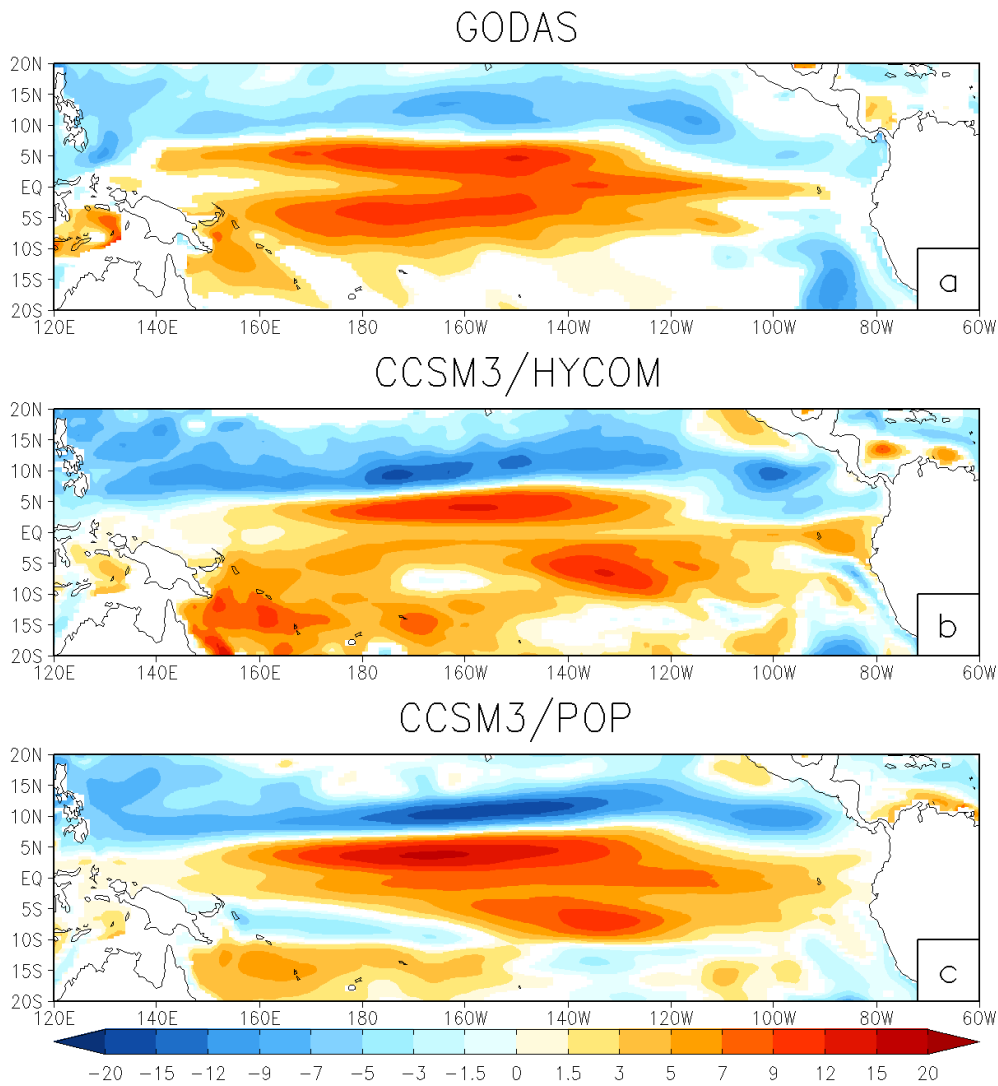 GODAS
20N
15N
10N
5N
EQ
5S
10S
15S
20S
a
120E 140E 160E 180 160W 140W 120W 100W 80W 60W
CCSM3/HYCOM
20N
15N
10N
5N
EQ
5S
10S
15S
20S
b
120E 140E 160E 180 160W 140W 120W 100W 80W 60W
CCSM3/POP
20N
15N
10N
5N
EQ
5S
10S
15S
20S
c
120E 140E 160E 180 160W 140W 120W 100W 80W 60W
−20 −15 −12 −9 −7 −5 −3 −1.5 0 1.5 3 5 7 9 12 15 20